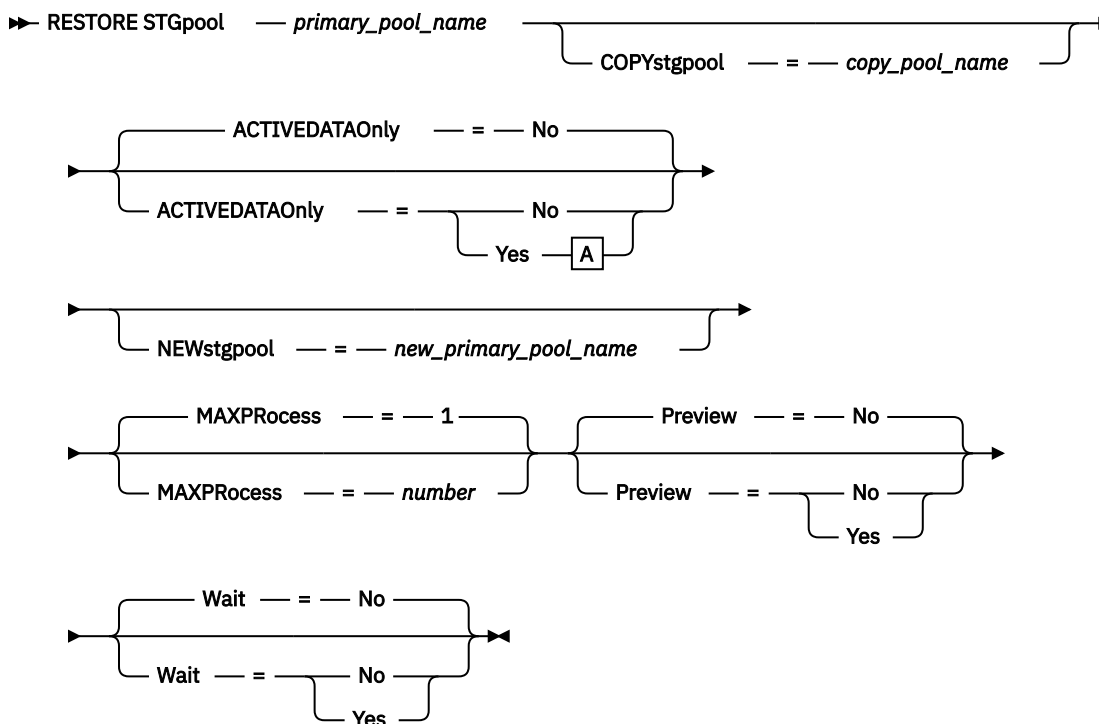 RESTORE STGpool primary_pool_name
COPYstgpool = copy_pool_name
ACTIVEDATAOnly = No
ACTIVEDATAOnly = No
Yes A
NEWstgpool = new_primary_pool_name
MAXPRocess = 1 Preview = No
MAXPRocess = number Preview = No
Yes
Wait = No
Wait = No
Yes